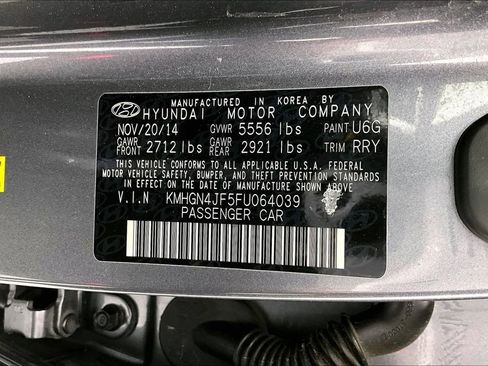 MANUFACTURED IN KOREA BY
HYUNDAI MOTOR COMPANY
NOV/20/14 GVWR 5556 lbs PAINT U6G
GAWR FRONT 2712 lbs GAWR REAR 2921 lbs TRIM RRY
THIS VEHICLE CONFORMS TO ALL APPLICABLE U.S.A. FEDERAL
MOTOR VEHICLE SAFETY, BUMPER, AND THEFT PREVENTION STANDARDS
IN EFFECT ON THE DATE OF MANUFACTURE SHOWN ABOVE.
V.I.N KMHGN4JF5FU064039
PASSENGER CAR